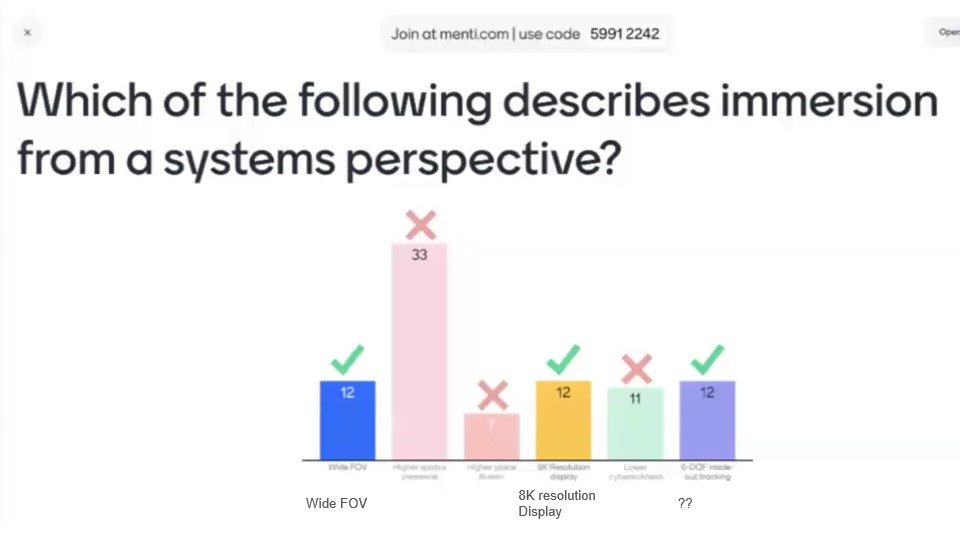 ×
Join at menti.com | use code 5991 2242
Open
Which of the following describes immersion
from a systems perspective?
33
12
12
11
12
7
Wide FOV
Higher spatial
presence
Higher place
illusion
8K Resolution
display
Lower
cybersickness
6-DOF inside-
out tracking
Wide FOV
8K resolution
Display
??